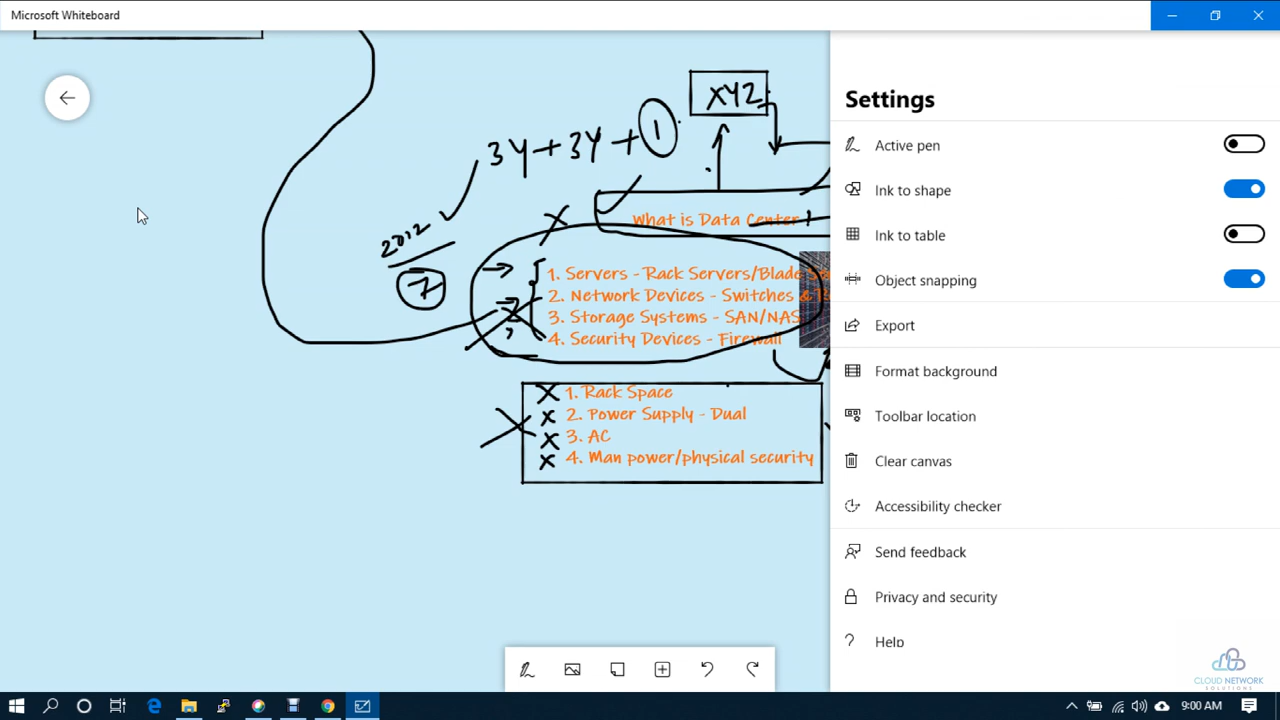 Microsoft Whiteboard
XYZ
3Y+3Y+1
What is Data Center
2012
7
1. Servers - Rack Servers/Blade
2. Network Devices - Switches &
3. Storage Systems - SAN/NAS
4. Security Devices - Firewall
X 1. Rack Space
X 2. Power Supply - Dual
X 3. AC
X 4. Man power/physical security
Settings
Active pen
Ink to shape
Ink to table
Object snapping
Export
Format background
Toolbar location
Clear canvas
Accessibility checker
Send feedback
Privacy and security
Help
CLOUD NETWORK
SOLUTIONS
9:00 AM